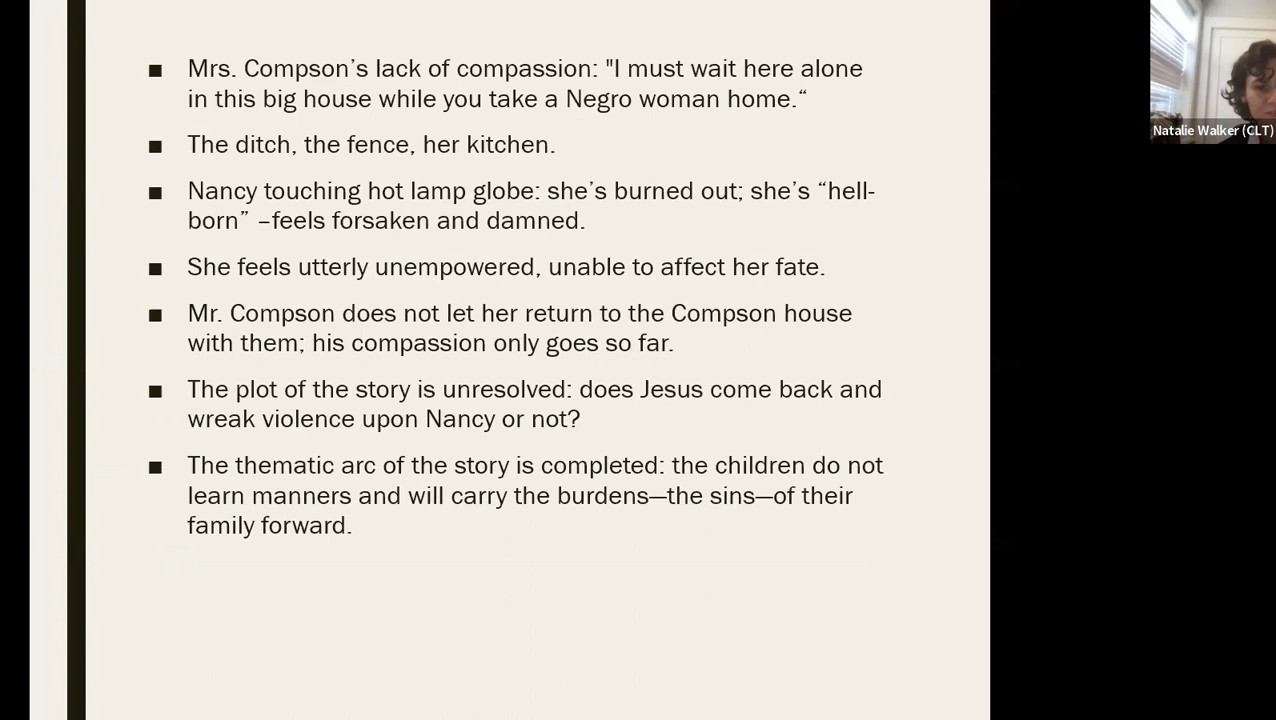 ■ Mrs. Compson’s lack of compassion: "I must wait here alone
in this big house while you take a Negro woman home.“
■ The ditch, the fence, her kitchen.
■ Nancy touching hot lamp globe: she’s burned out; she’s “hell-
born” –feels forsaken and damned.
■ She feels utterly unempowered, unable to affect her fate.
■ Mr. Compson does not let her return to the Compson house
with them; his compassion only goes so far.
■ The plot of the story is unresolved: does Jesus come back and
wreak violence upon Nancy or not?
■ The thematic arc of the story is completed: the children do not
learn manners and will carry the burdens—the sins—of their
family forward.
Natalie Walker (CLT)